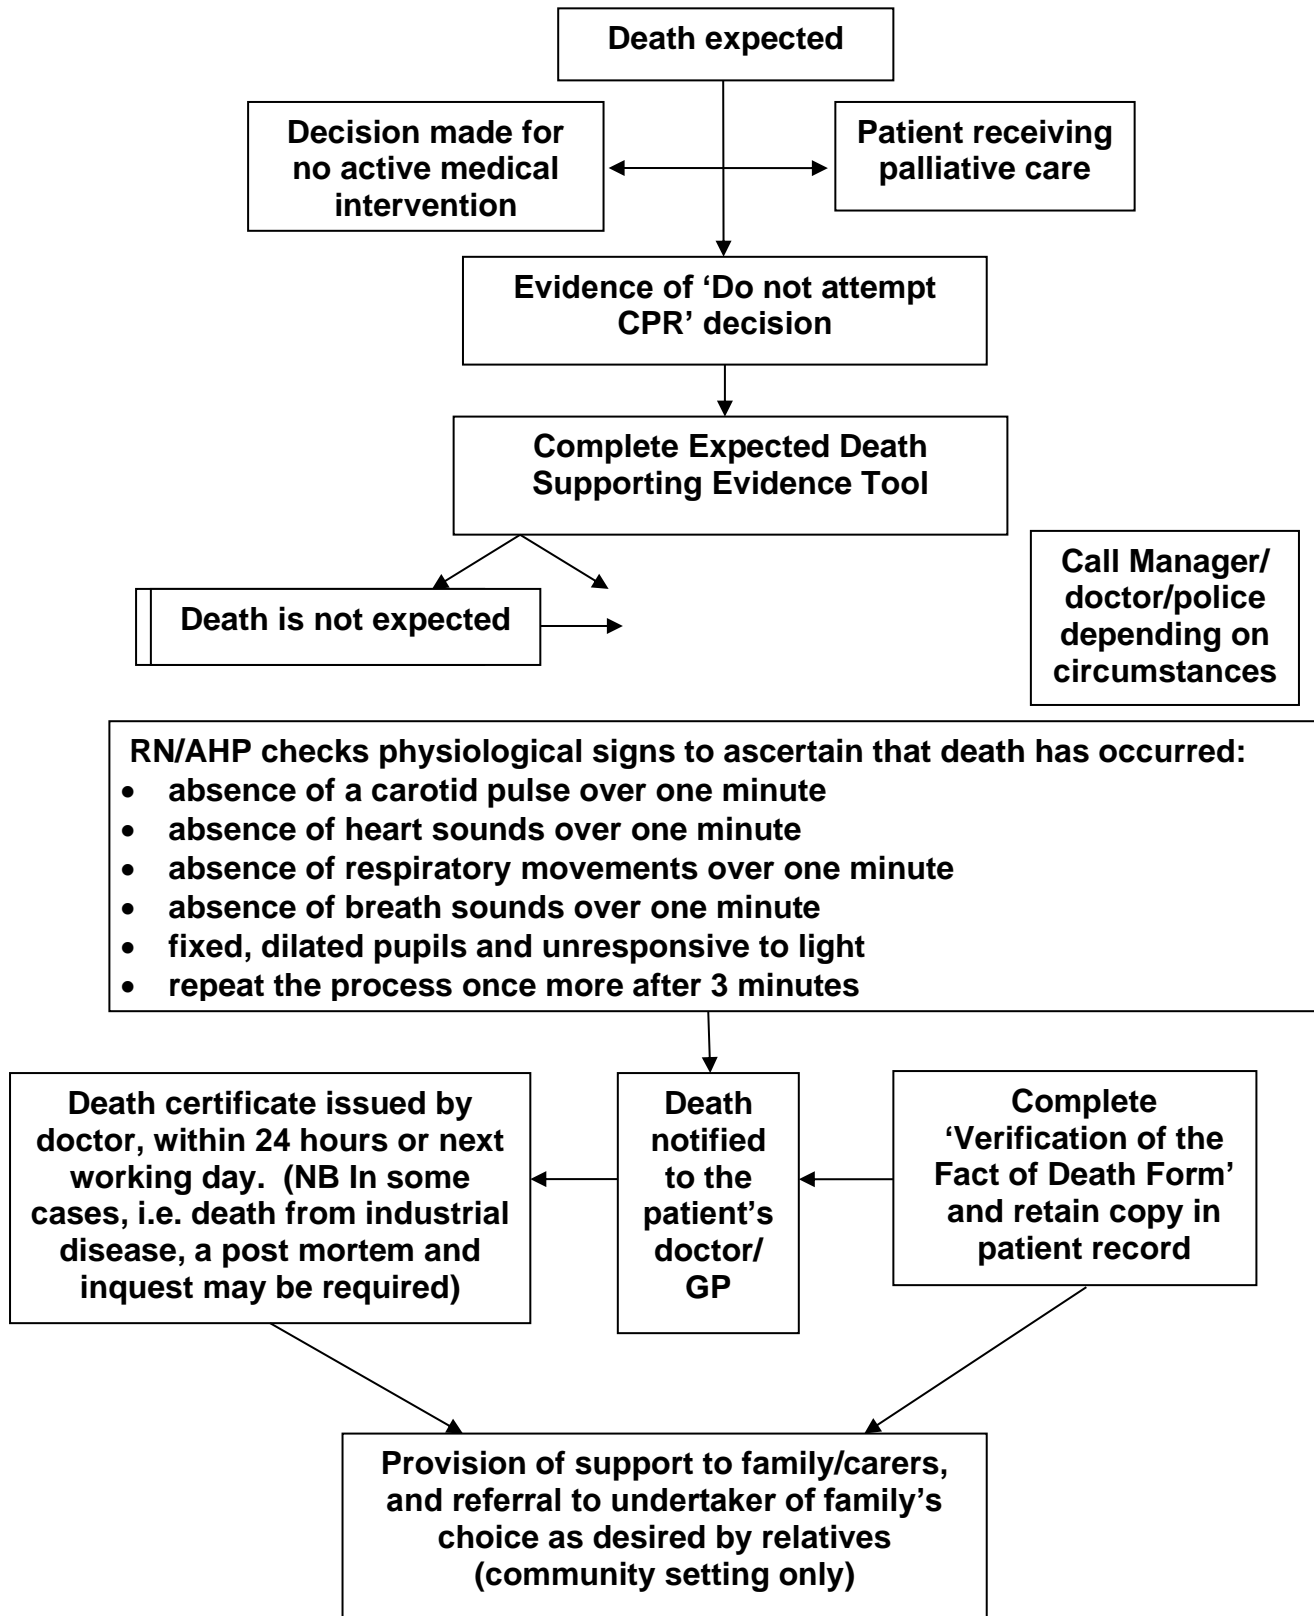 Death expected
Decision made for
no active medical
intervention
Patient receiving
palliative care
Evidence of ‘Do not attempt
CPR’ decision
Complete Expected Death
Supporting Evidence Tool
Death is not expected
Call Manager/
doctor/police
depending on
circumstances
RN/AHP checks physiological signs to ascertain that death has occurred:
• absence of a carotid pulse over one minute
• absence of heart sounds over one minute
• absence of respiratory movements over one minute
• absence of breath sounds over one minute
• fixed, dilated pupils and unresponsive to light
• repeat the process once more after 3 minutes
Death certificate issued by
doctor, within 24 hours or next
working day. (NB In some
cases, i.e. death from industrial
disease, a post mortem and
inquest may be required)
Death
notified
to the
patient’s
doctor/
GP
Complete
‘Verification of the
Fact of Death Form’
and retain copy in
patient record
Provision of support to family/carers,
and referral to undertaker of family’s
choice as desired by relatives
(community setting only)